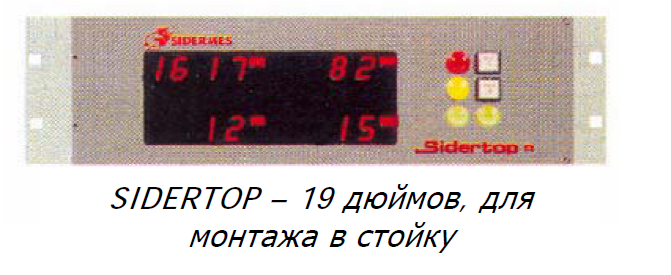 SIDERMES
1617 82
12 15
Sidertop
SIDERTOP – 19 дюймов, для
монтажа в стойку